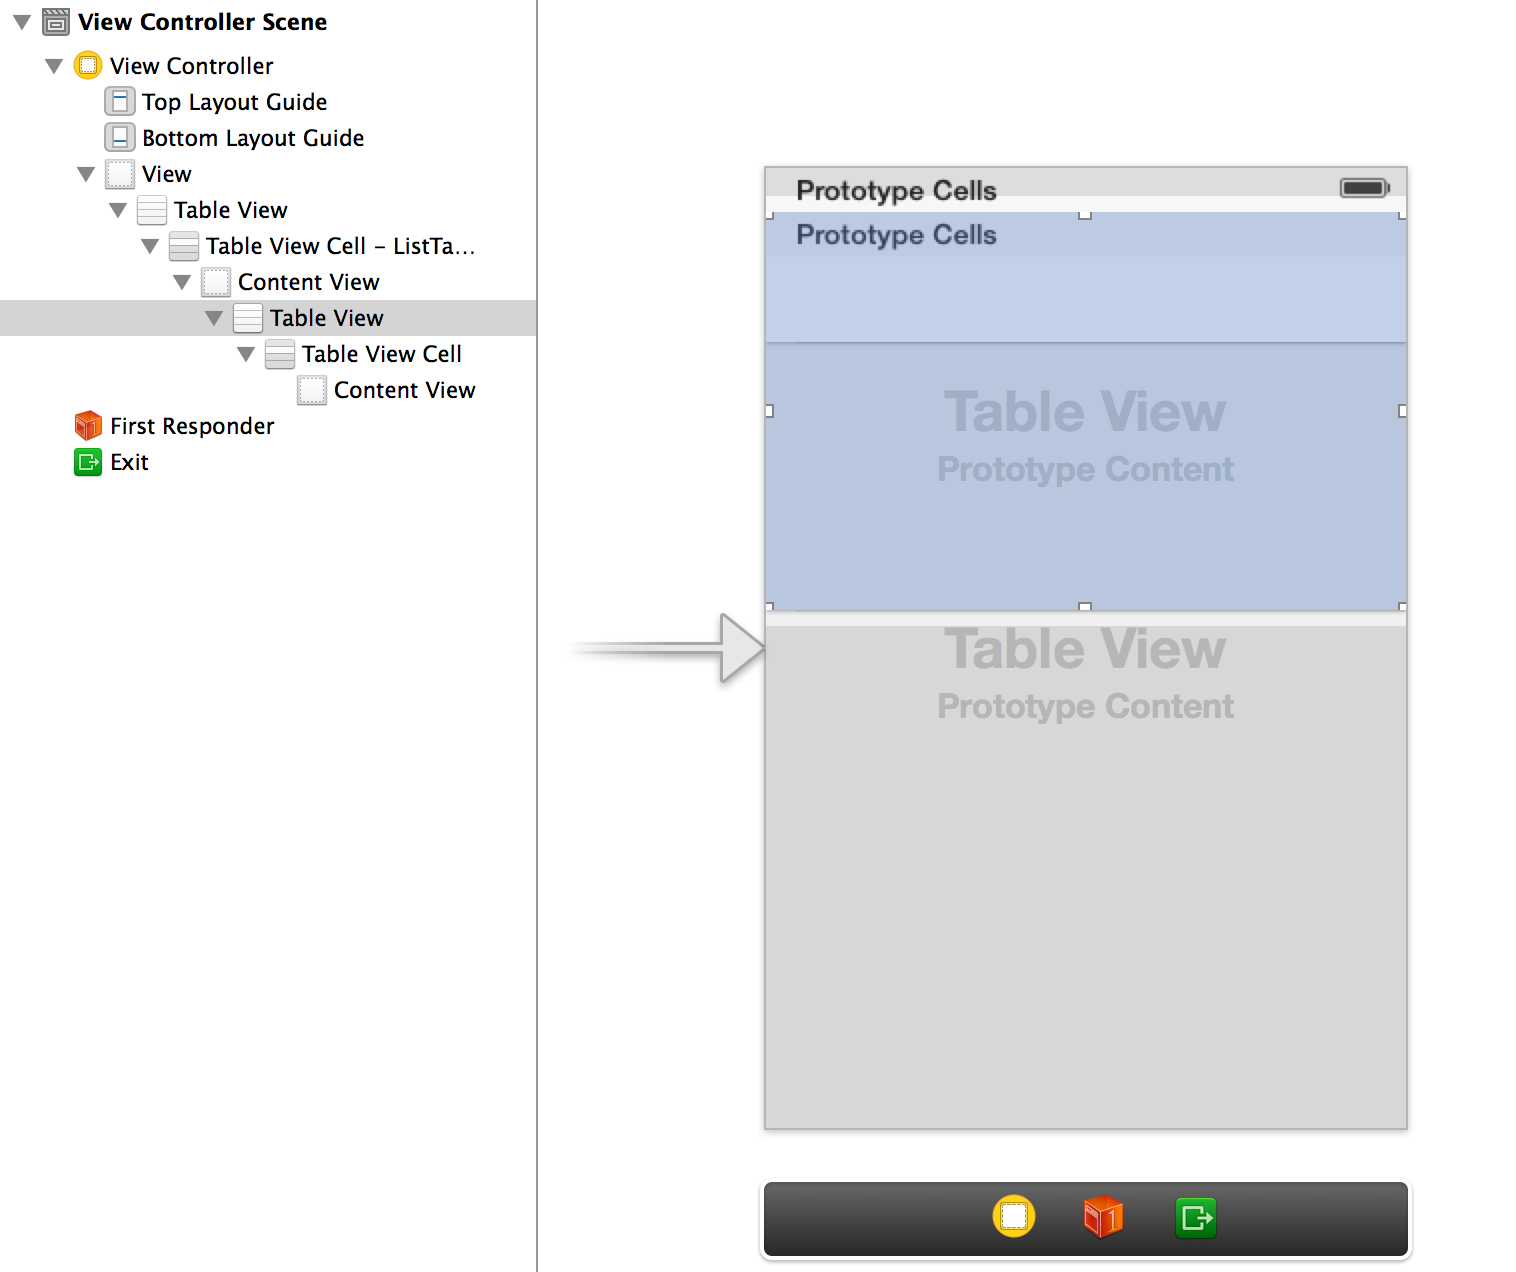 View Controller Scene
View Controller
Top Layout Guide
Bottom Layout Guide
View
Table View
Table View Cell – ListTa...
Content View
Table View
Table View Cell
Content View
First Responder
Exit
Prototype Cells
Prototype Cells
Table View
Prototype Content
Table View
Prototype Content
1